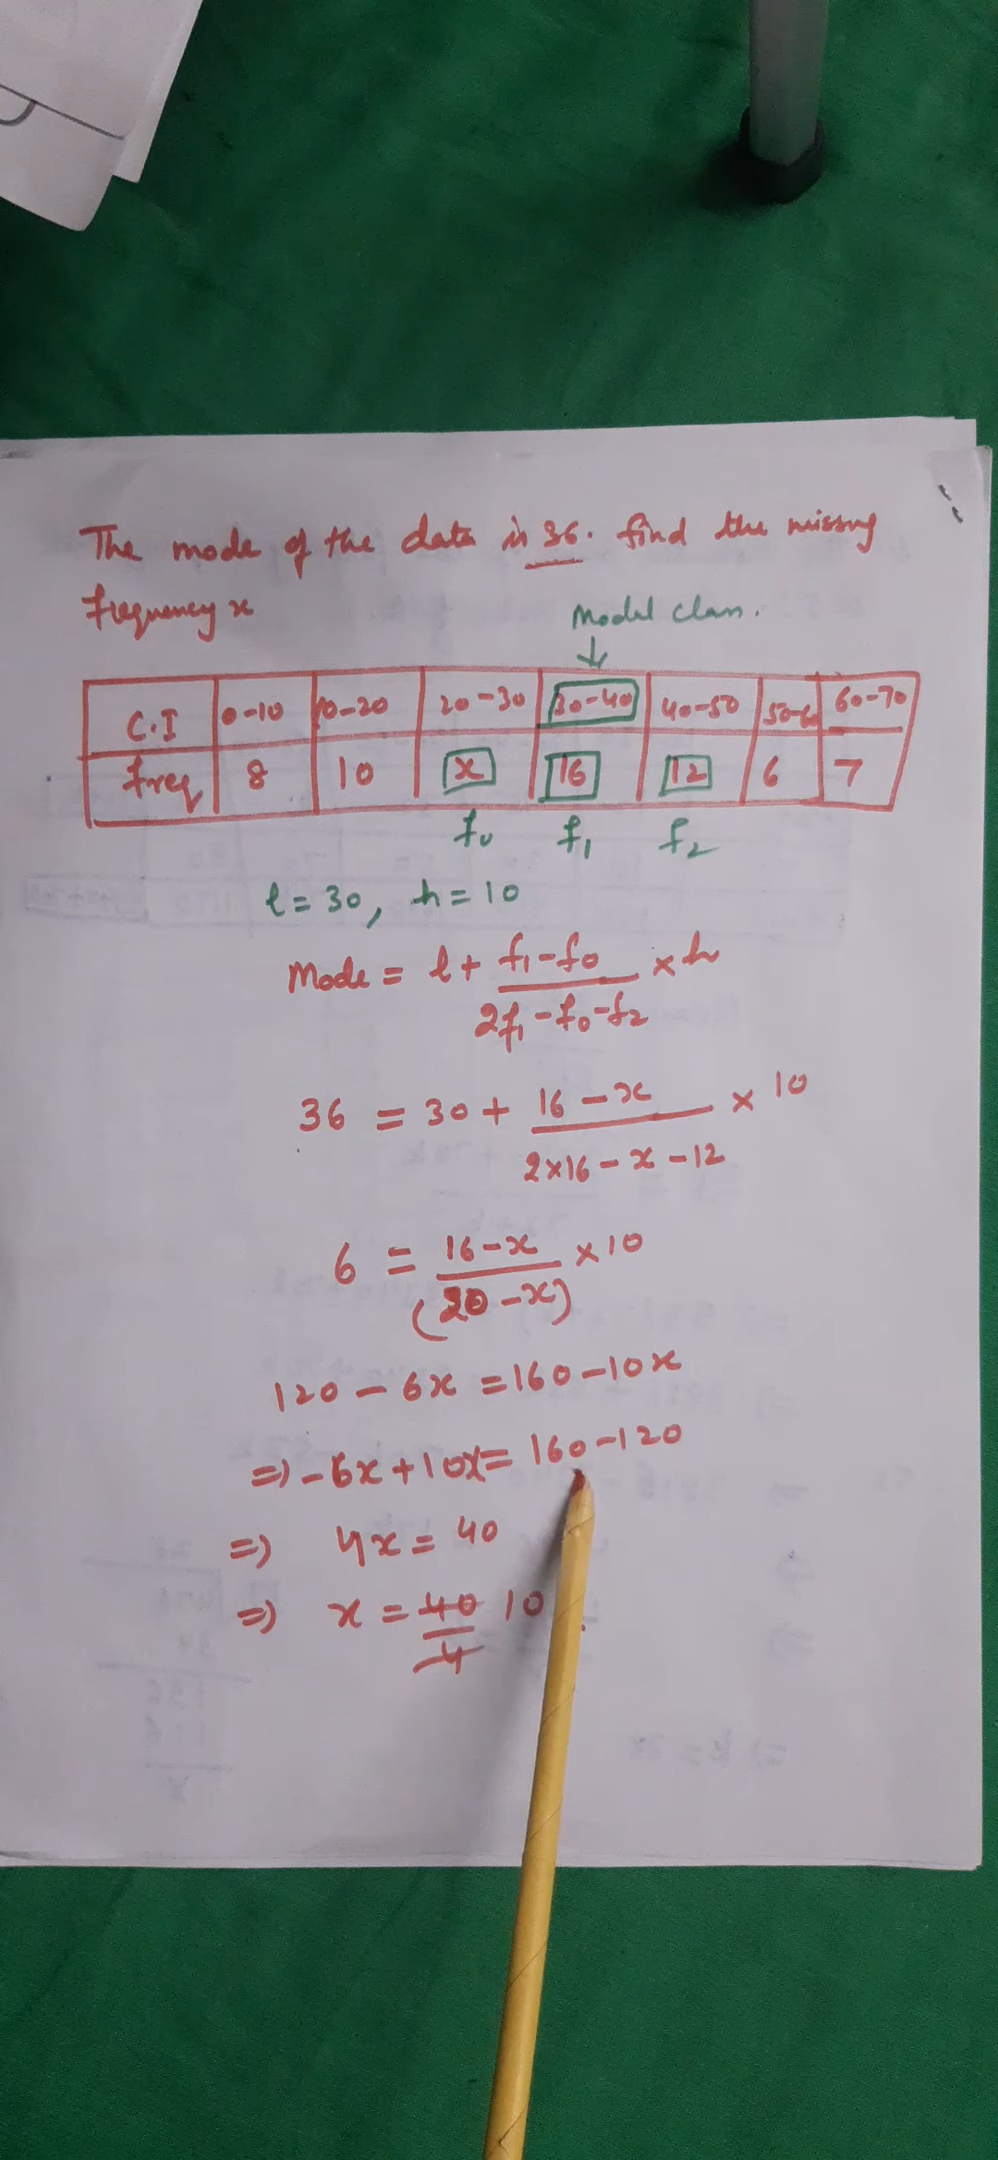 The mode of the data is 36. find the missing
frequency x
Model class.
↓
C.I 0-10 10-20 20-30 30-40 40-50 50-60 60-70
freq 8 10 x 16 12 6 7
f₀ f₁ f₂
l = 30, h = 10
Mode = l + (f₁-f₀)/(2f₁-f₀-f₂) × h
36 = 30 + (16-x)/(2×16-x-12) × 10
6 = (16-x)/(20-x) × 10
120 - 6x = 160 - 10x
⇒ -6x + 10x = 160 - 120
⇒ 4x = 40
⇒ x = 40/4 10